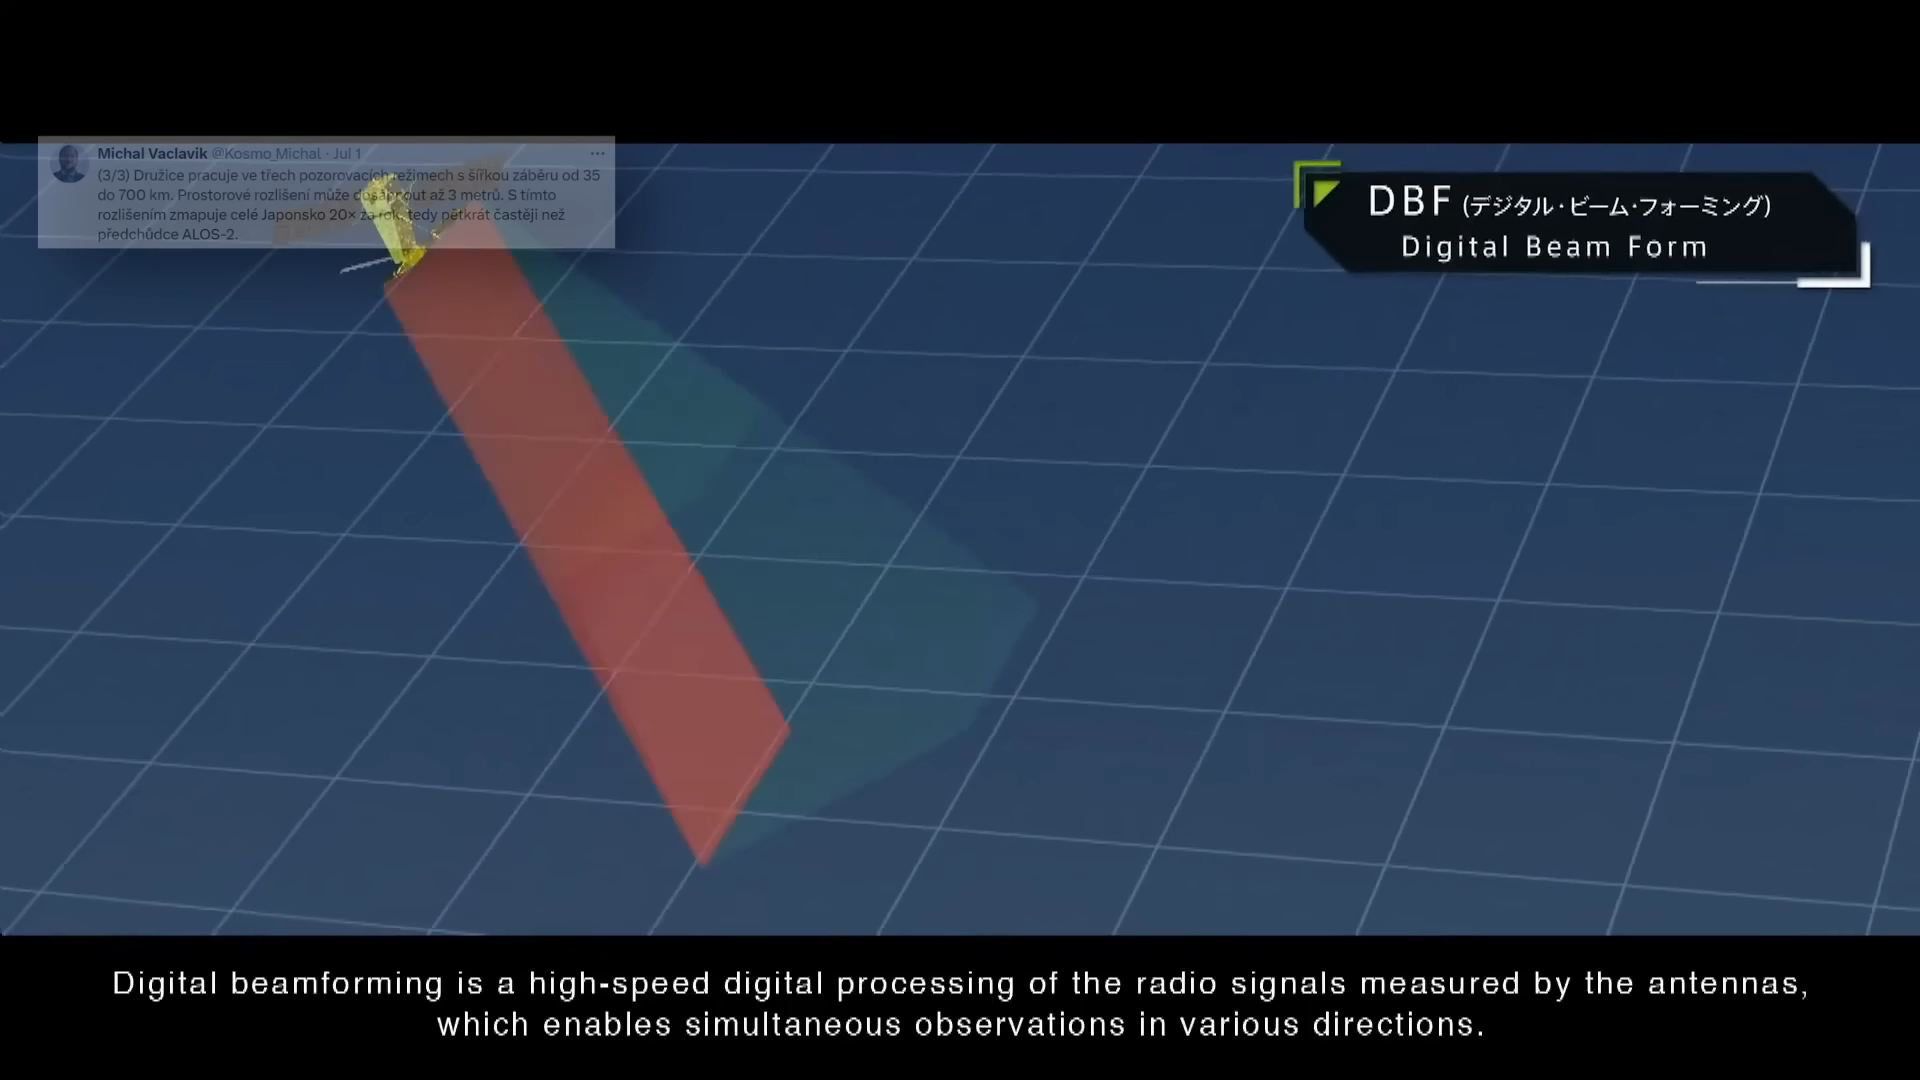 Michal Vaclavik @Kosmo_Michal · Jul 1
(3/3) Družice pracuje ve třech pozorovacích režimech s šířkou záběru od 35
do 700 km. Prostorové rozlišení může dosáhnout až 3 metrů. S tímto
rozlišením zmapuje celé Japonsko 20× za rok, tedy pětkrát častěji než
předchůdce ALOS-2.
DBF (デジタル・ビーム・フォーミング)
Digital Beam Form
Digital beamforming is a high-speed digital processing of the radio signals measured by the antennas,
which enables simultaneous observations in various directions.